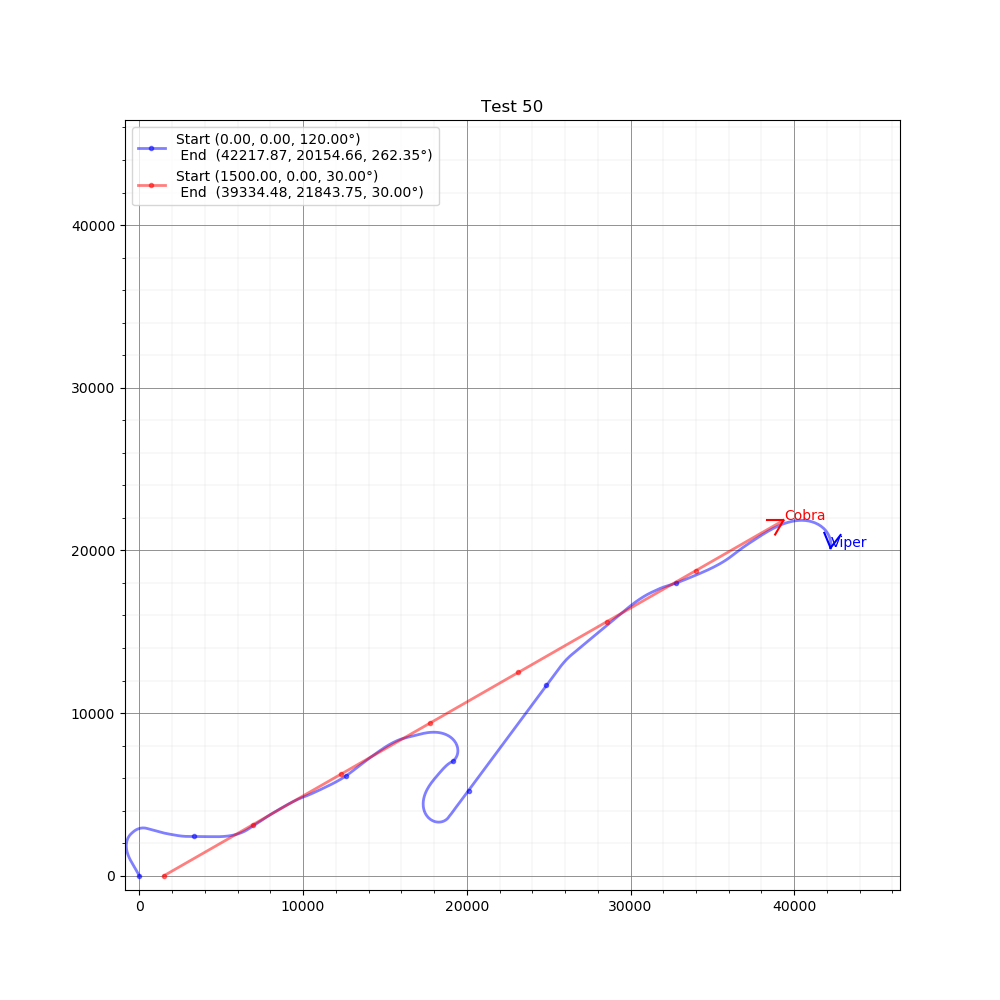 Test 50
Start (0.00, 0.00, 120.00°)
End (42217.87, 20154.66, 262.35°)
Start (1500.00, 0.00, 30.00°)
End (39334.48, 21843.75, 30.00°)
40000
30000
20000
10000
0
Cobra
Viper
0 10000 20000 30000 40000